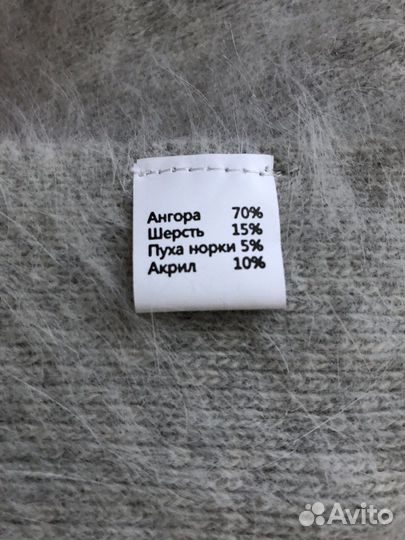 Ангора 70%
Шерсть 15%
Пуха норки 5%
Акрил 10%
Avito